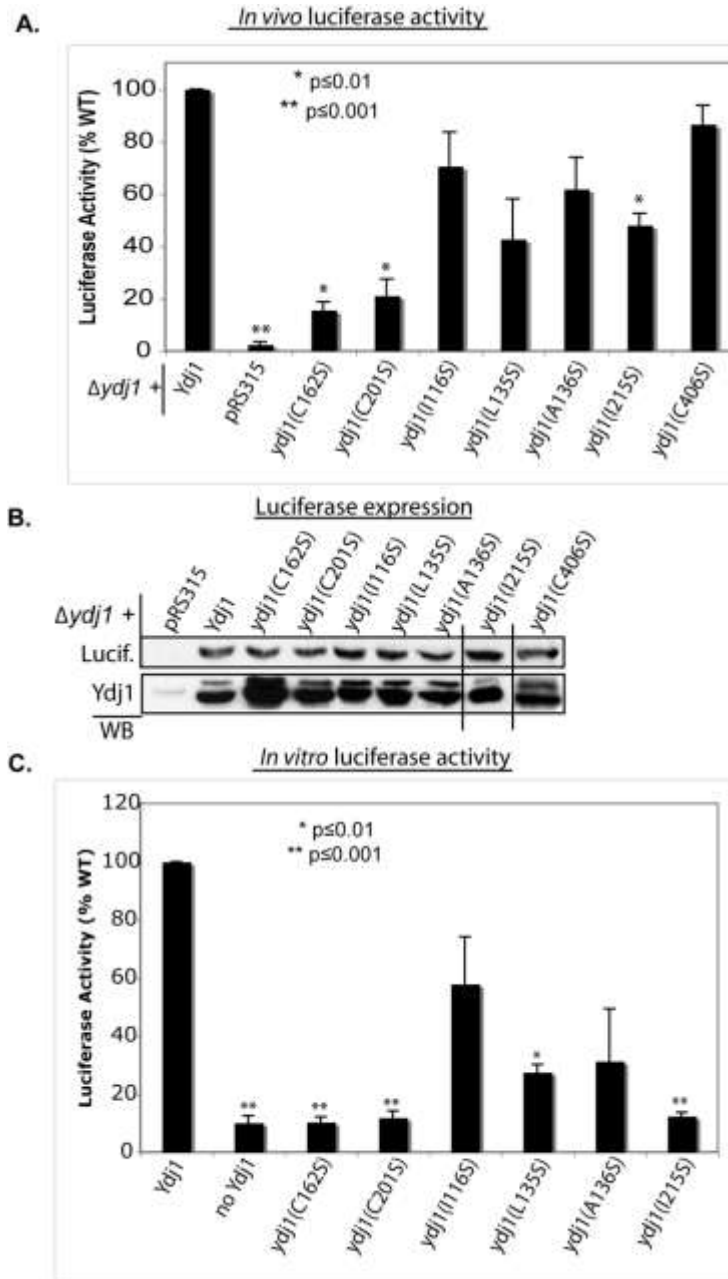 A.
In vivo luciferase activity
Luciferase Activity (% WT)
100
80
60
40
20
0
* p≤0.01
** p≤0.001
**
*
*
*
Δydj1 +
Ydj1
pRS315
ydj1(C162S)
ydj1(C201S)
ydj1(I116S)
ydj1(L135S)
ydj1(A136S)
ydj1(I215S)
ydj1(C406S)
B.
Luciferase expression
Δydj1 +
pRS315
Ydj1
ydj1(C162S)
ydj1(C201S)
ydj1(I116S)
ydj1(L135S)
ydj1(A136S)
ydj1(I215S)
ydj1(C406S)
Lucif.
Ydj1
WB
C.
In vitro luciferase activity
Luciferase Activity (% WT)
120
100
80
60
40
20
0
* p≤0.01
** p≤0.001
**
**
**
*
**
Ydj1
no Ydj1
ydj1(C162S)
ydj1(C201S)
ydj1(I116S)
ydj1(L135S)
ydj1(A136S)
ydj1(I215S)